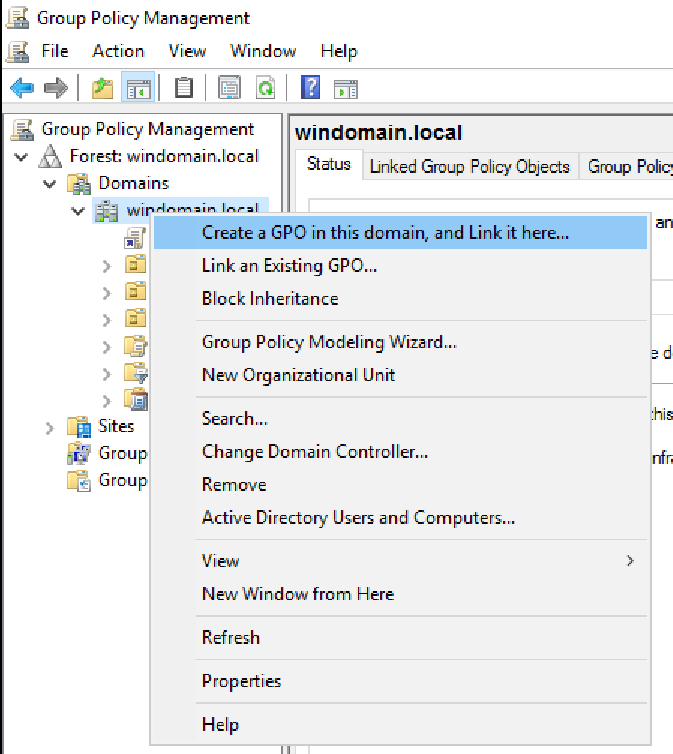 Group Policy Management
File Action View Window Help
Group Policy Management
Forest: windomain.local
Domains
windomain.local
Sites
Group
Group
windomain.local
Status Linked Group Policy Objects Group Policy
an
Create a GPO in this domain, and Link it here...
Link an Existing GPO...
Block Inheritance
Group Policy Modeling Wizard...
New Organizational Unit
Search...
Change Domain Controller...
Remove
Active Directory Users and Computers...
View
New Window from Here
Refresh
Properties
Help